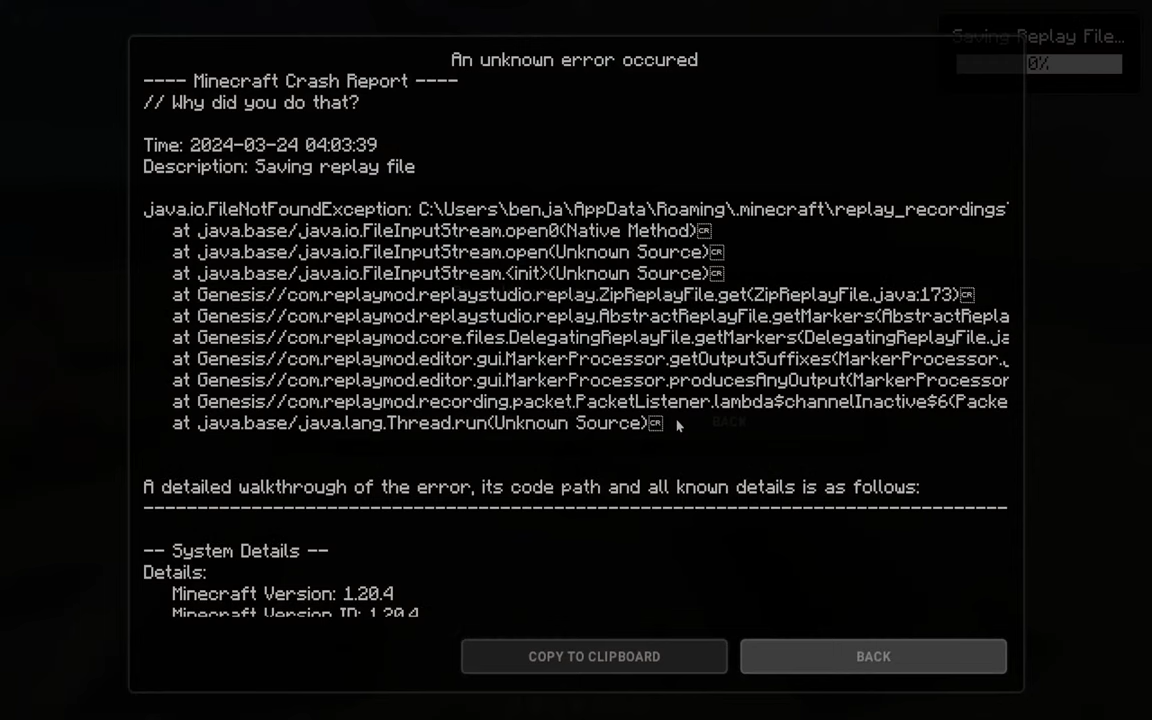 Saving Replay File...
0%
An unknown error occured
---- Minecraft Crash Report ----
// Why did you do that?
Time: 2024-03-24 04:03:39
Description: Saving replay file
java.io.FileNotFoundException: C:\Users\benja\AppData\Roaming\.minecraft\replay_recordings\
at java.base/java.io.FileInputStream.open0(Native Method)
at java.base/java.io.FileInputStream.open(Unknown Source)
at java.base/java.io.FileInputStream.<init>(Unknown Source)
at Genesis//com.replaymod.replaystudio.replay.ZipReplayFile.get(ZipReplayFile.java:173)
at Genesis//com.replaymod.replaystudio.replay.AbstractReplayFile.getMarkers(AbstractRepla
at Genesis//com.replaymod.core.files.DelegatingReplayFile.getMarkers(DelegatingReplayFile.ja
at Genesis//com.replaymod.editor.gui.MarkerProcessor.getOutputSuffixes(MarkerProcessor.j
at Genesis//com.replaymod.editor.gui.MarkerProcessor.producesAnyOutput(MarkerProcessor
at Genesis//com.replaymod.recording.packet.PacketListener.lambda$channelInactive$6(Packe
at java.base/java.lang.Thread.run(Unknown Source)
BACK
A detailed walkthrough of the error, its code path and all known details is as follows:
---------------------------------------------------------------------------------------
-- System Details --
Details:
Minecraft Version: 1.20.4
Minecraft Version ID: 1.20.4
COPY TO CLIPBOARD
BACK